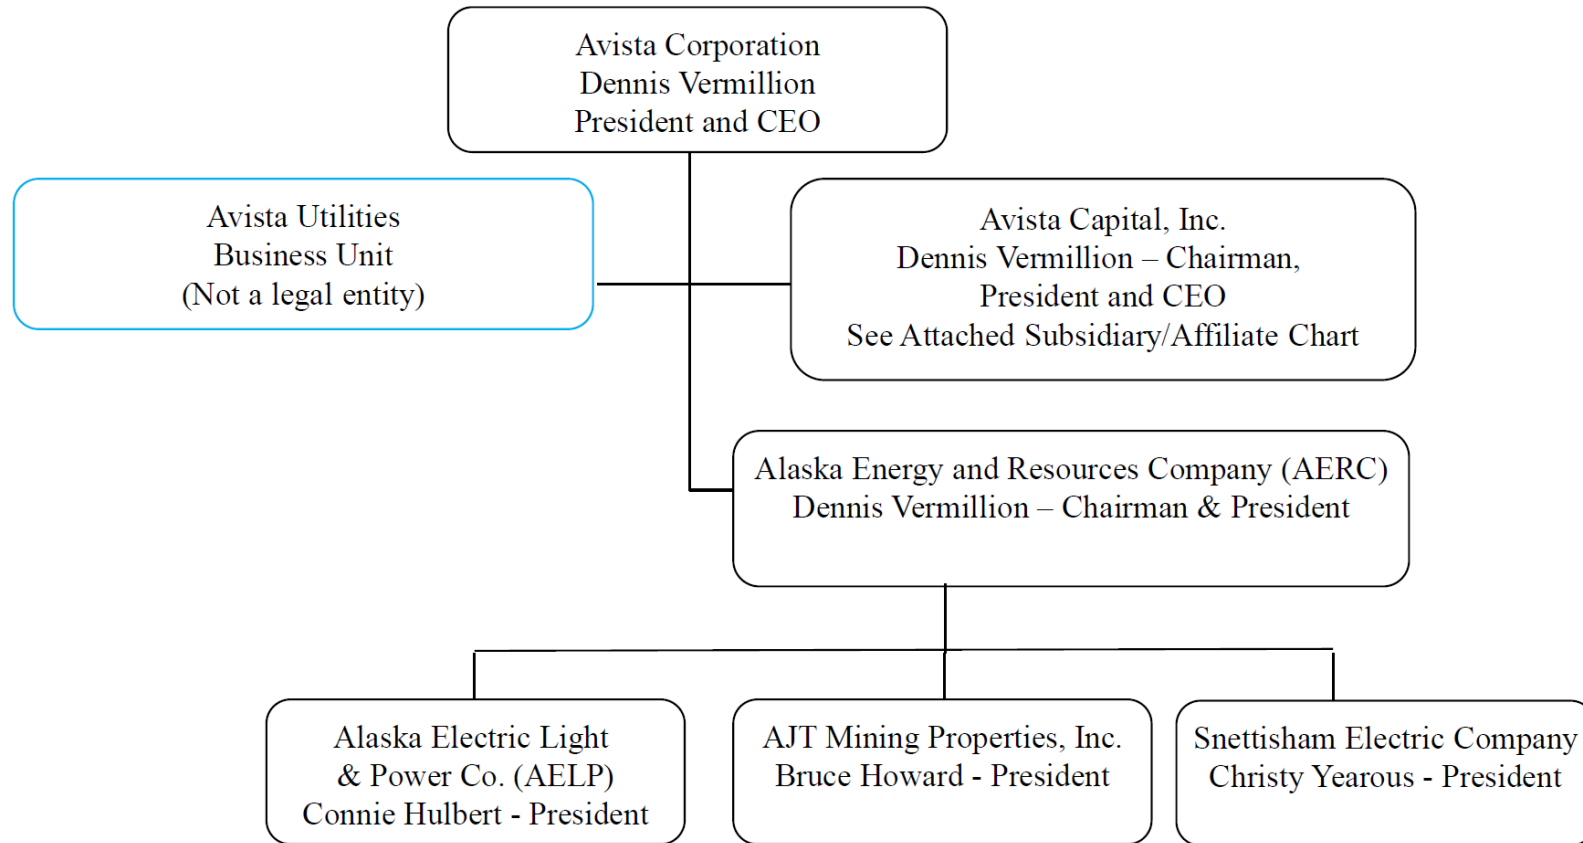 Avista Corporation
Dennis Vermillion
President and CEO
Avista Utilities
Business Unit
(Not a legal entity)
Avista Capital, Inc.
Dennis Vermillion – Chairman,
President and CEO
See Attached Subsidiary/Affiliate Chart
Alaska Energy and Resources Company (AERC)
Dennis Vermillion – Chairman & President
Alaska Electric Light
& Power Co. (AELP)
Connie Hulbert - President
AJT Mining Properties, Inc.
Bruce Howard - President
Snettisham Electric Company
Christy Yearous - President